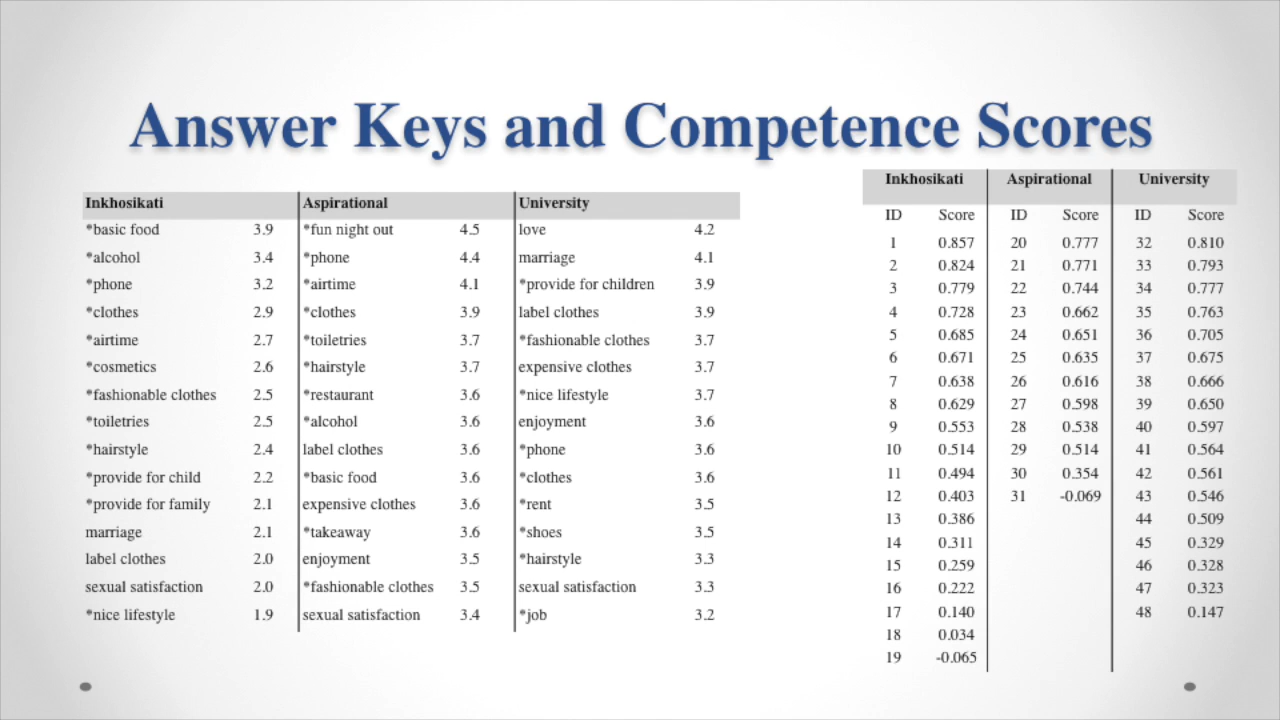 Answer Keys and Competence Scores
Inkhosikati Aspirational University
*basic food 3.9 *fun night out 4.5 love 4.2
*alcohol 3.4 *phone 4.4 marriage 4.1
*phone 3.2 *airtime 4.1 *provide for children 3.9
*clothes 2.9 *clothes 3.9 label clothes 3.9
*airtime 2.7 *toiletries 3.7 *fashionable clothes 3.7
*cosmetics 2.6 *hairstyle 3.7 expensive clothes 3.7
*fashionable clothes 2.5 *restaurant 3.6 *nice lifestyle 3.7
*toiletries 2.5 *alcohol 3.6 enjoyment 3.6
*hairstyle 2.4 label clothes 3.6 *phone 3.6
*provide for child 2.2 *basic food 3.6 *clothes 3.6
*provide for family 2.1 expensive clothes 3.6 *rent 3.5
marriage 2.1 *takeaway 3.6 *shoes 3.5
label clothes 2.0 enjoyment 3.5 *hairstyle 3.3
sexual satisfaction 2.0 *fashionable clothes 3.5 sexual satisfaction 3.3
*nice lifestyle 1.9 sexual satisfaction 3.4 *job 3.2
Inkhosikati Aspirational University
ID Score ID Score ID Score
1 0.857 20 0.777 32 0.810
2 0.824 21 0.771 33 0.793
3 0.779 22 0.744 34 0.777
4 0.728 23 0.662 35 0.763
5 0.685 24 0.651 36 0.705
6 0.671 25 0.635 37 0.675
7 0.638 26 0.616 38 0.666
8 0.629 27 0.598 39 0.650
9 0.553 28 0.538 40 0.597
10 0.514 29 0.514 41 0.564
11 0.494 30 0.354 42 0.561
12 0.403 31 -0.069 43 0.546
13 0.386 44 0.509
14 0.311 45 0.329
15 0.259 46 0.328
16 0.222 47 0.323
17 0.140 48 0.147
18 0.034
19 -0.065